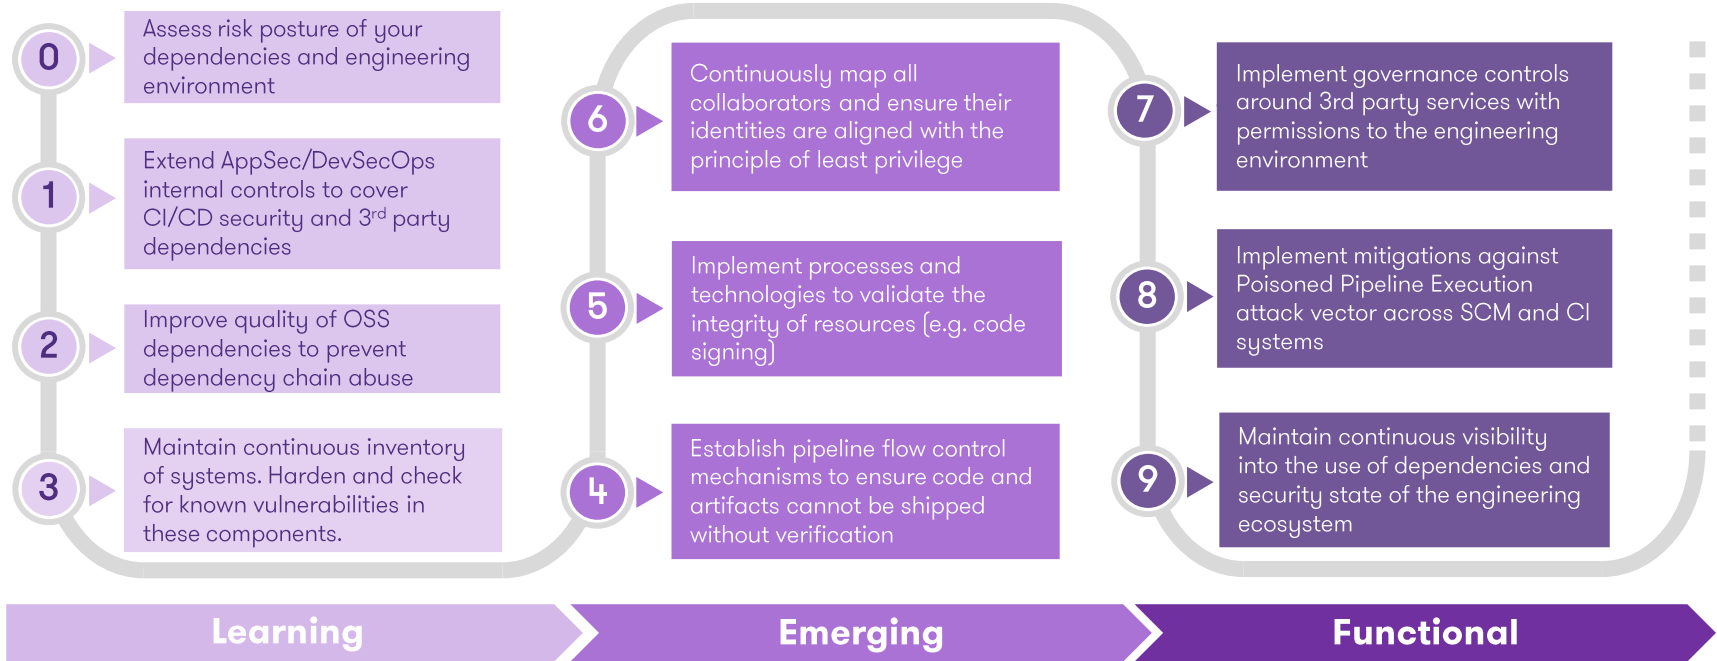 0
Assess risk posture of your
dependencies and engineering
environment
1
Extend AppSec/DevSecOps
internal controls to cover
CI/CD security and 3rd party
dependencies
2
Improve quality of OSS
dependencies to prevent
dependency chain abuse
3
Maintain continuous inventory
of systems. Harden and check
for known vulnerabilities in
these components.
6
Continuously map all
collaborators and ensure their
identities are aligned with the
principle of least privilege
5
Implement processes and
technologies to validate the
integrity of resources (e.g. code
signing)
4
Establish pipeline flow control
mechanisms to ensure code and
artifacts cannot be shipped
without verification
7
Implement governance controls
around 3rd party services with
permissions to the engineering
environment
8
Implement mitigations against
Poisoned Pipeline Execution
attack vector across SCM and CI
systems
9
Maintain continuous visibility
into the use of dependencies and
security state of the engineering
ecosystem
Learning
Emerging
Functional